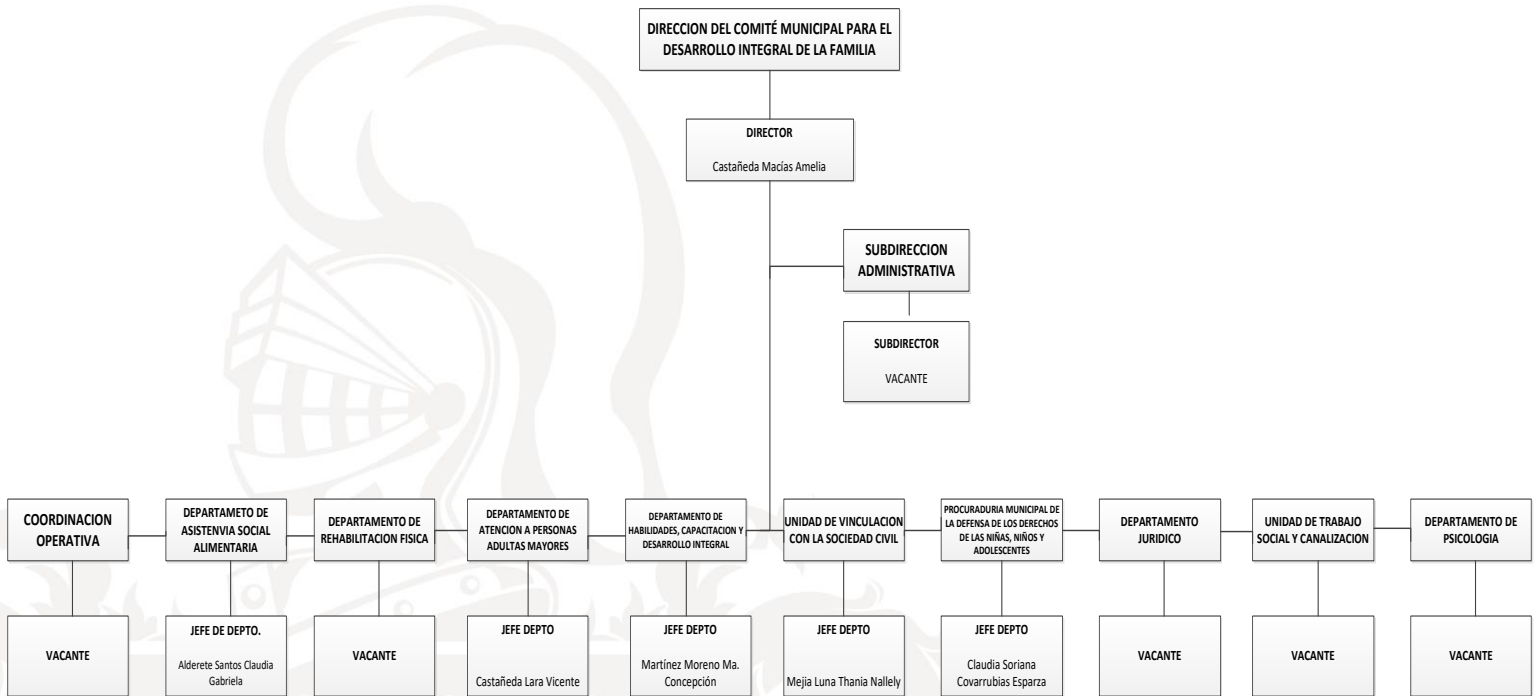 DIRECCION DEL COMITÉ MUNICIPAL PARA EL
DESARROLLO INTEGRAL DE LA FAMILIA
DIRECTOR
Castañeda Macías Amelia
SUBDIRECCION
ADMINISTRATIVA
SUBDIRECTOR
VACANTE
COORDINACION
OPERATIVA
VACANTE
DEPARTAMETO DE
ASISTENVIA SOCIAL
ALIMENTARIA
JEFE DE DEPTO.
Alderete Santos Claudia
Gabriela
DEPARTAMENTO DE
REHABILITACION FISICA
VACANTE
DEPARTAMENTO DE
ATENCION A PERSONAS
ADULTAS MAYORES
JEFE DEPTO
Castañeda Lara Vicente
DEPARTAMENTO DE
HABILIDADES, CAPACITACION Y
DESARROLLO INTEGRAL
JEFE DEPTO
Martínez Moreno Ma.
Concepción
UNIDAD DE VINCULACION
CON LA SOCIEDAD CIVIL
JEFE DEPTO
Mejia Luna Thania Nallely
PROCURADURIA MUNICIPAL DE
LA DEFENSA DE LOS DERECHOS
DE LAS NIÑAS, NIÑOS Y
ADOLESCENTES
JEFE DEPTO
Claudia Soriana
Covarrubias Esparza
DEPARTAMENTO
JURIDICO
VACANTE
UNIDAD DE TRABAJO
SOCIAL Y CANALIZACION
VACANTE
DEPARTAMENTO DE
PSICOLOGIA
VACANTE